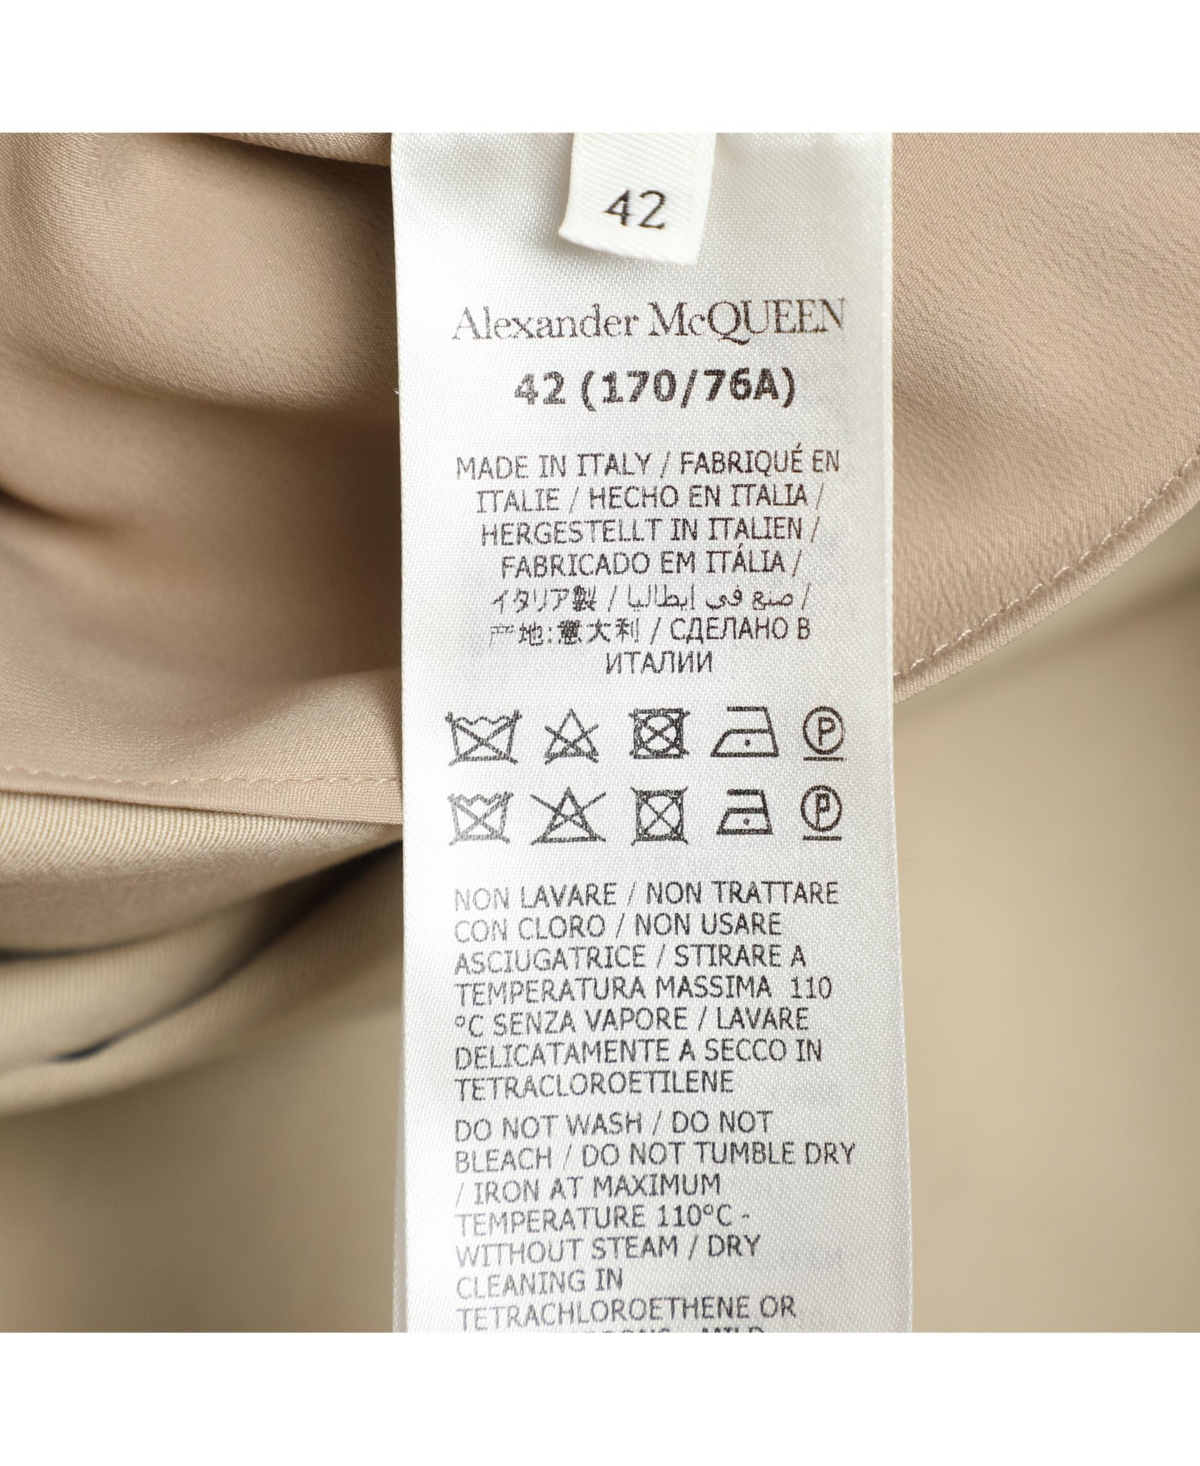 42
Alexander McQUEEN
42 (170/76A)
MADE IN ITALY / FABRIQUÉ EN
ITALIE / HECHO EN ITALIA /
HERGESTELLT IN ITALIEN /
FABRICADO EM ITÁLIA /
イタリア製 / صنع في إيطاليا /
产地:意大利 / СДЕЛАНО В
ИТАЛИИ
P
P
NON LAVARE / NON TRATTARE
CON CLORO / NON USARE
ASCIUGATRICE / STIRARE A
TEMPERATURA MASSIMA 110
°C SENZA VAPORE / LAVARE
DELICATAMENTE A SECCO IN
TETRACLOROETILENE
DO NOT WASH / DO NOT
BLEACH / DO NOT TUMBLE DRY
/ IRON AT MAXIMUM
TEMPERATURE 110°C -
WITHOUT STEAM / DRY
CLEANING IN
TETRACHLOROETHENE OR